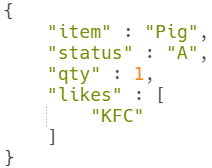 {
    "item" : "Pig",
    "status" : "A",
    "qty" : 1,
    "likes" : [
        "KFC"
    ]
}